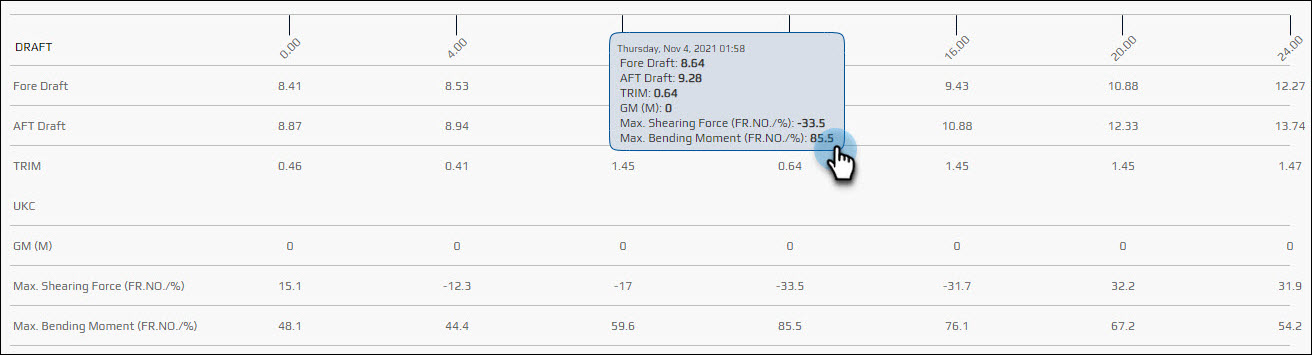 DRAFT 0.00 4.00 16.00 20.00 24.00
Thursday, Nov 4, 2021 01:58
Fore Draft: 8.64
AFT Draft: 9.28
TRIM: 0.64
GM (M): 0
Max. Shearing Force (FR.NO./%): -33.5
Max. Bending Moment (FR.NO./%): 85.5
Fore Draft 8.41 8.53 9.43 10.88 12.27
AFT Draft 8.87 8.94 10.88 12.33 13.74
TRIM 0.46 0.41 1.45 0.64 1.45 1.45 1.47
UKC
GM (M) 0 0 0 0 0 0 0
Max. Shearing Force (FR.NO./%) 15.1 -12.3 -17 -33.5 -31.7 32.2 31.9
Max. Bending Moment (FR.NO./%) 48.1 44.4 59.6 85.5 76.1 67.2 54.2